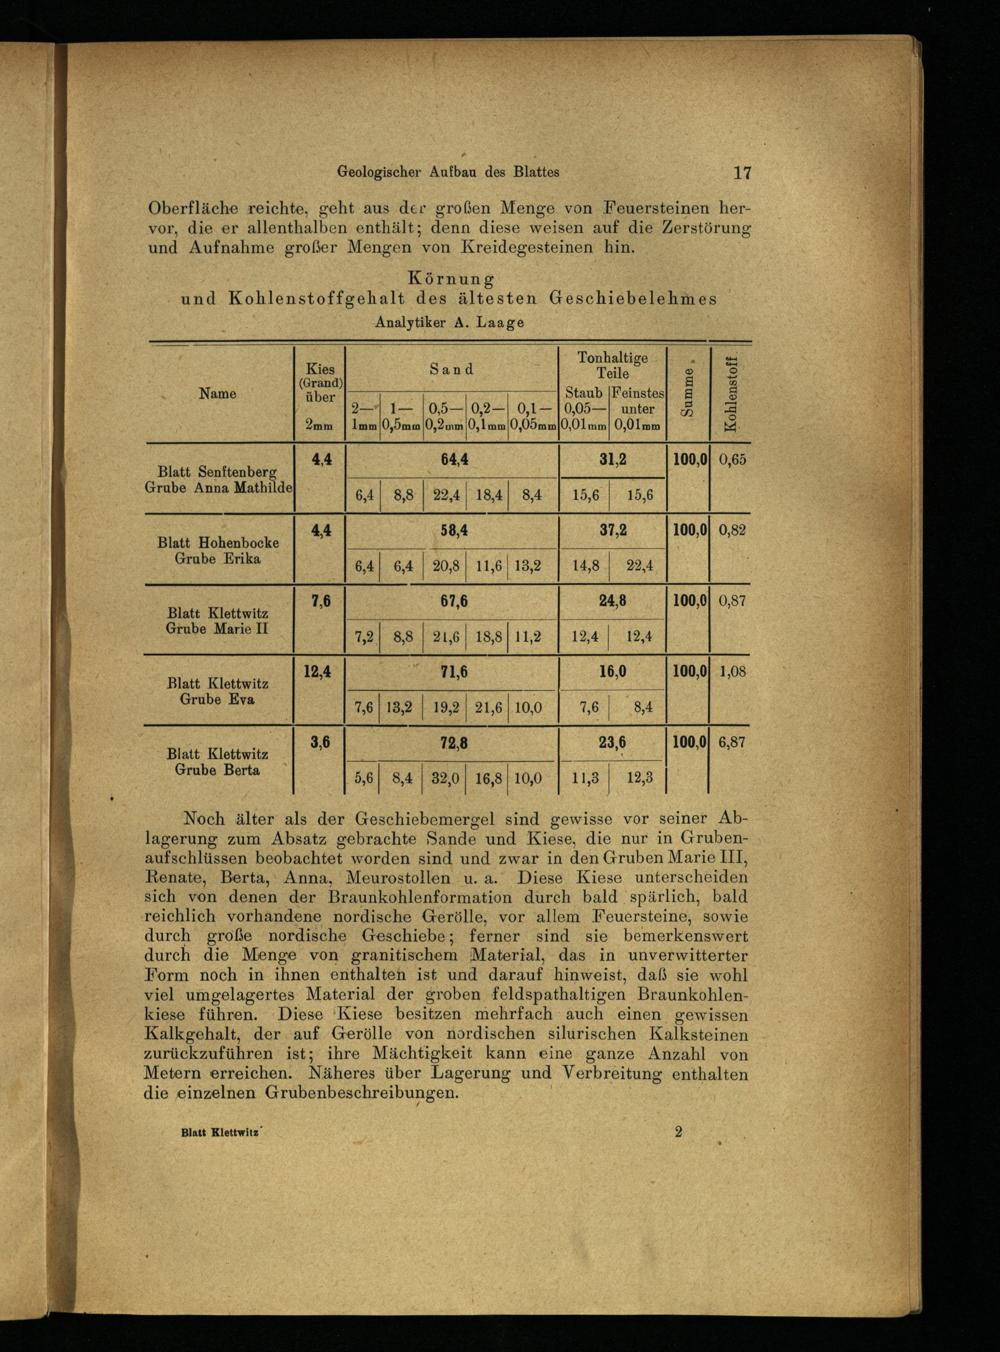 Geologischer Aufbau des Blattes 17
Oberfläche reichte, geht aus der großen Menge von Feuersteinen her-
vor, die er allenthalben enthält; denn diese weisen auf die Zerstörung
und Aufnahme großer Mengen von Kreidegesteinen hin.
Körnung
und Kohlenstoffgehalt des ältesten Geschiebelehmes
Analytiker A. Laage
Name
Kies
(Grand)
über
2mm
Sand
2— 1— 0,5— 0,2— 0,1—
1mm 0,5mm 0,2mm 0,1mm 0,05mm
Tonhaltige
Teile
Staub Feinstes
0,05— unter
0,01mm 0,01mm
Summe
Kohlenstoff
Blatt Senftenberg
Grube Anna Mathilde
4,4 64,4 31,2 100,0 0,65
6,4 8,8 22,4 18,4 8,4 15,6 15,6
Blatt Hohenbocke
Grube Erika
4,4 58,4 37,2 100,0 0,82
6,4 6,4 20,8 11,6 13,2 14,8 22,4
Blatt Klettwitz
Grube Marie II
7,6 67,6 24,8 100,0 0,87
7,2 8,8 21,6 18,8 11,2 12,4 12,4
Blatt Klettwitz
Grube Eva
12,4 71,6 16,0 100,0 1,08
7,6 13,2 19,2 21,6 10,0 7,6 8,4
Blatt Klettwitz
Grube Berta
3,6 72,8 23,6 100,0 6,87
5,6 8,4 32,0 16,8 10,0 11,3 12,3
Noch älter als der Geschiebemergel sind gewisse vor seiner Ab-
lagerung zum Absatz gebrachte Sande und Kiese, die nur in Gruben-
aufschlüssen beobachtet worden sind und zwar in den Gruben Marie III,
Renate, Berta, Anna, Meurostollen u. a. Diese Kiese unterscheiden
sich von denen der Braunkohlenformation durch bald spärlich, bald
reichlich vorhandene nordische Gerölle, vor allem Feuersteine, sowie
durch große nordische Geschiebe; ferner sind sie bemerkenswert
durch die Menge von granitischem Material, das in unverwitterter
Form noch in ihnen enthalten ist und darauf hinweist, daß sie wohl
viel umgelagertes Material der groben feldspathaltigen Braunkohlen-
kiese führen. Diese Kiese besitzen mehrfach auch einen gewissen
Kalkgehalt, der auf Gerölle von nordischen silurischen Kalksteinen
zurückzuführen ist; ihre Mächtigkeit kann eine ganze Anzahl von
Metern erreichen. Näheres über Lagerung und Verbreitung enthalten
die einzelnen Grubenbeschreibungen.
Blatt Klettwitz 2